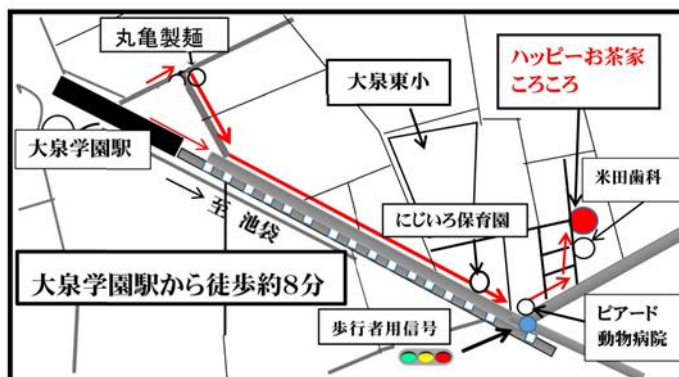 丸亀製麺
ハッピーお茶家
ころころ
大泉東小
大泉学園駅
米田歯科
→至 池袋
にじいろ保育園
大泉学園駅から徒歩約8分
歩行者用信号
ピアード
動物病院